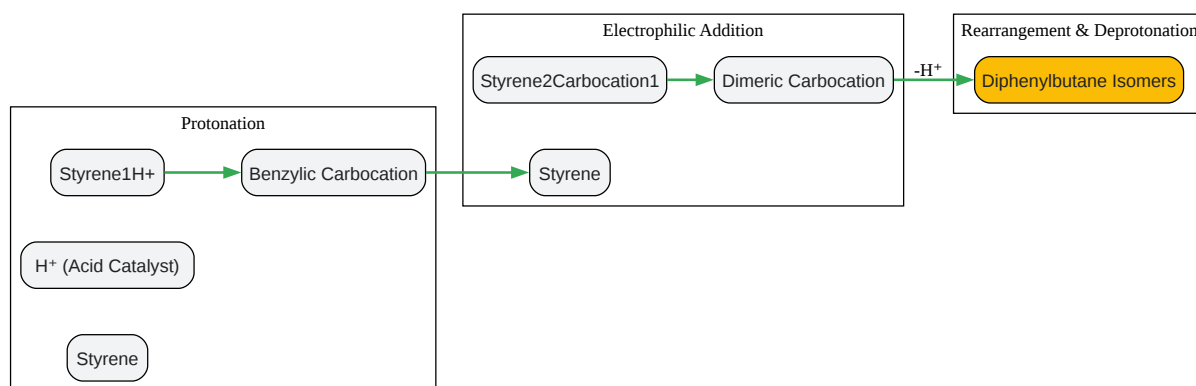 Protonation
Styrene1H+
Benzylic Carbocation
H⁺ (Acid Catalyst)
Styrene
Electrophilic Addition
Styrene2Carbocation1
Dimeric Carbocation
Styrene
-H⁺
Rearrangement & Deprotonation
Diphenylbutane Isomers